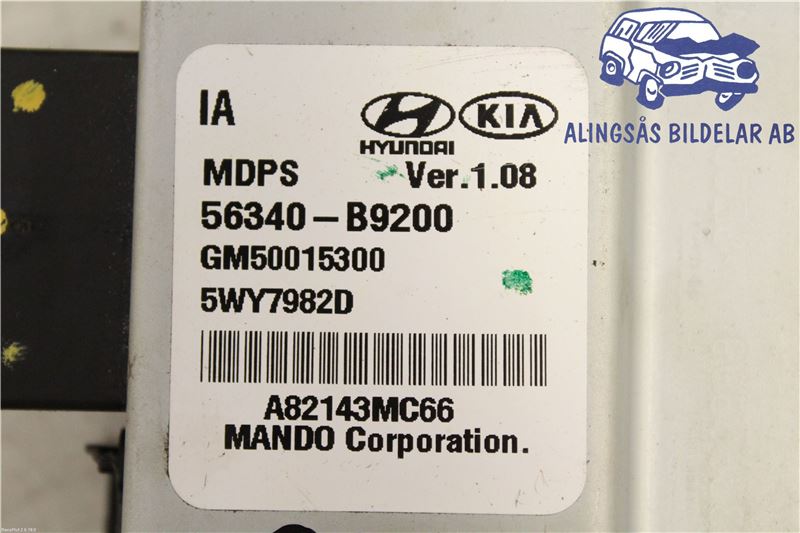 IA
HYUNDAI
KIA
MDPS Ver.1.08
56340-B9200
GM50015300
5WY7982D
A82143MC66
MANDO Corporation.
ALINGSÅS BILDELAR AB